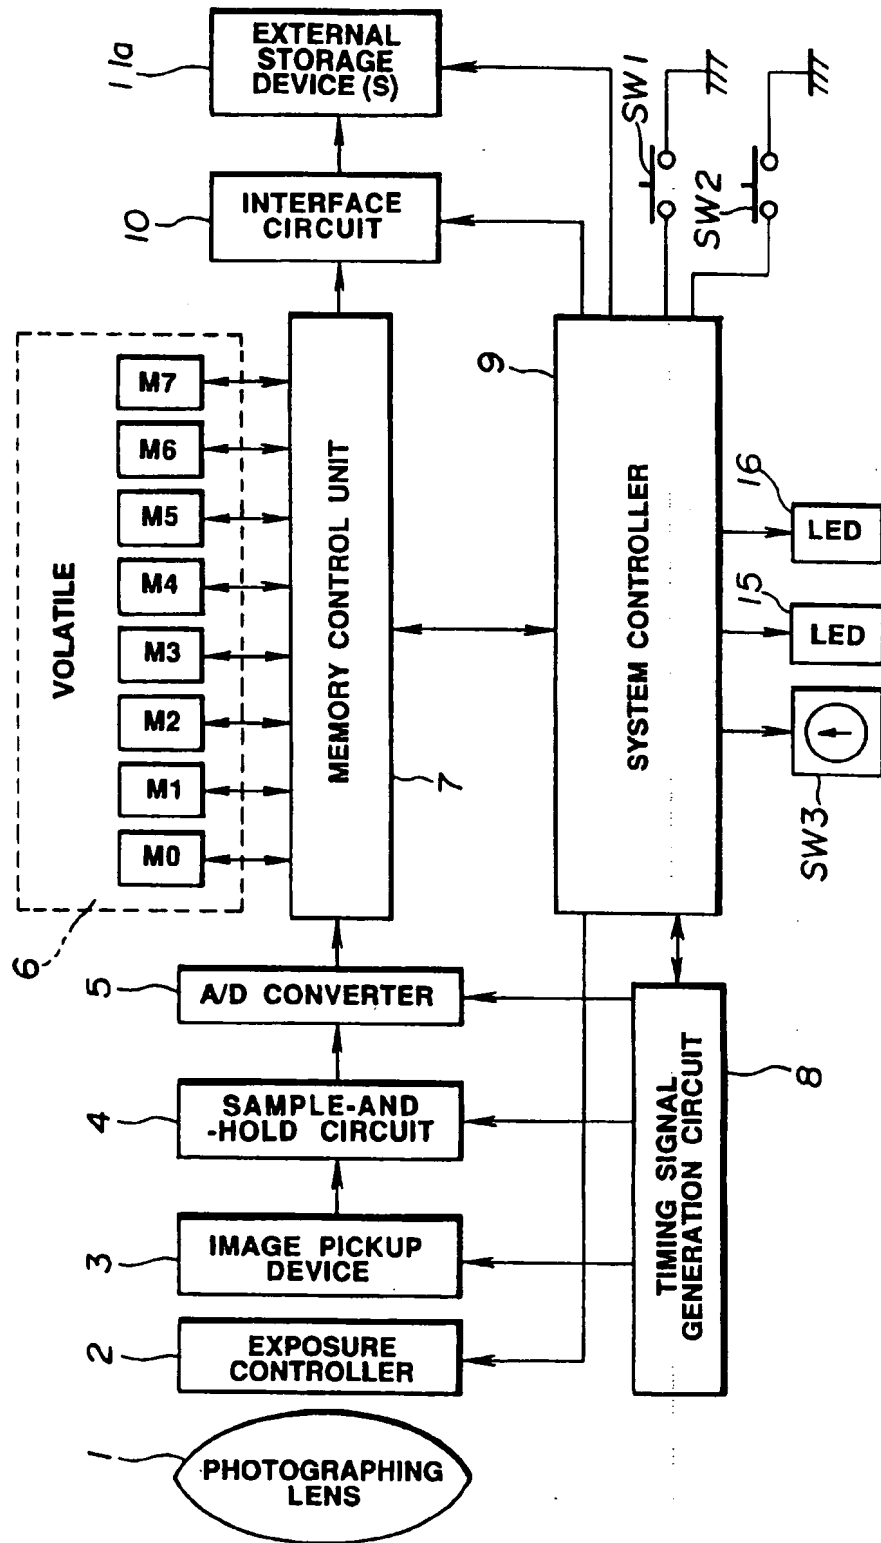 11a
EXTERNAL
STORAGE
DEVICE (S)
10
INTERFACE
CIRCUIT
SW1
SW2
6
VOLATILE
M7
M6
M5
M4
M3
M2
M1
M0
MEMORY CONTROL UNIT
7
9
SYSTEM CONTROLLER
16
LED
15
LED
SW3
5
A/D CONVERTER
4
SAMPLE-AND
-HOLD CIRCUIT
3
IMAGE PICKUP
DEVICE
2
EXPOSURE
CONTROLLER
TIMING SIGNAL
GENERATION CIRCUIT
8
1
PHOTOGRAPHING
LENS